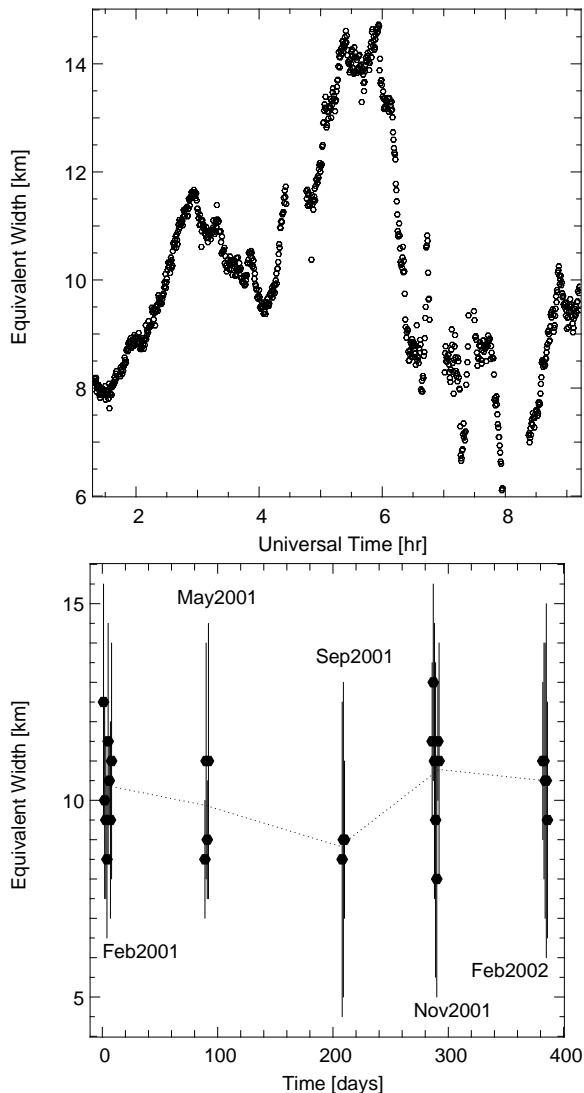 14
12
10
8
6
Equivalent Width [km]
2
4
6
8
Universal Time [hr]
May2001
15
Sep2001
10
Equivalent Width [km]
Feb2001
Feb2002
Nov2001
5
0
100
200
300
400
Time [days]